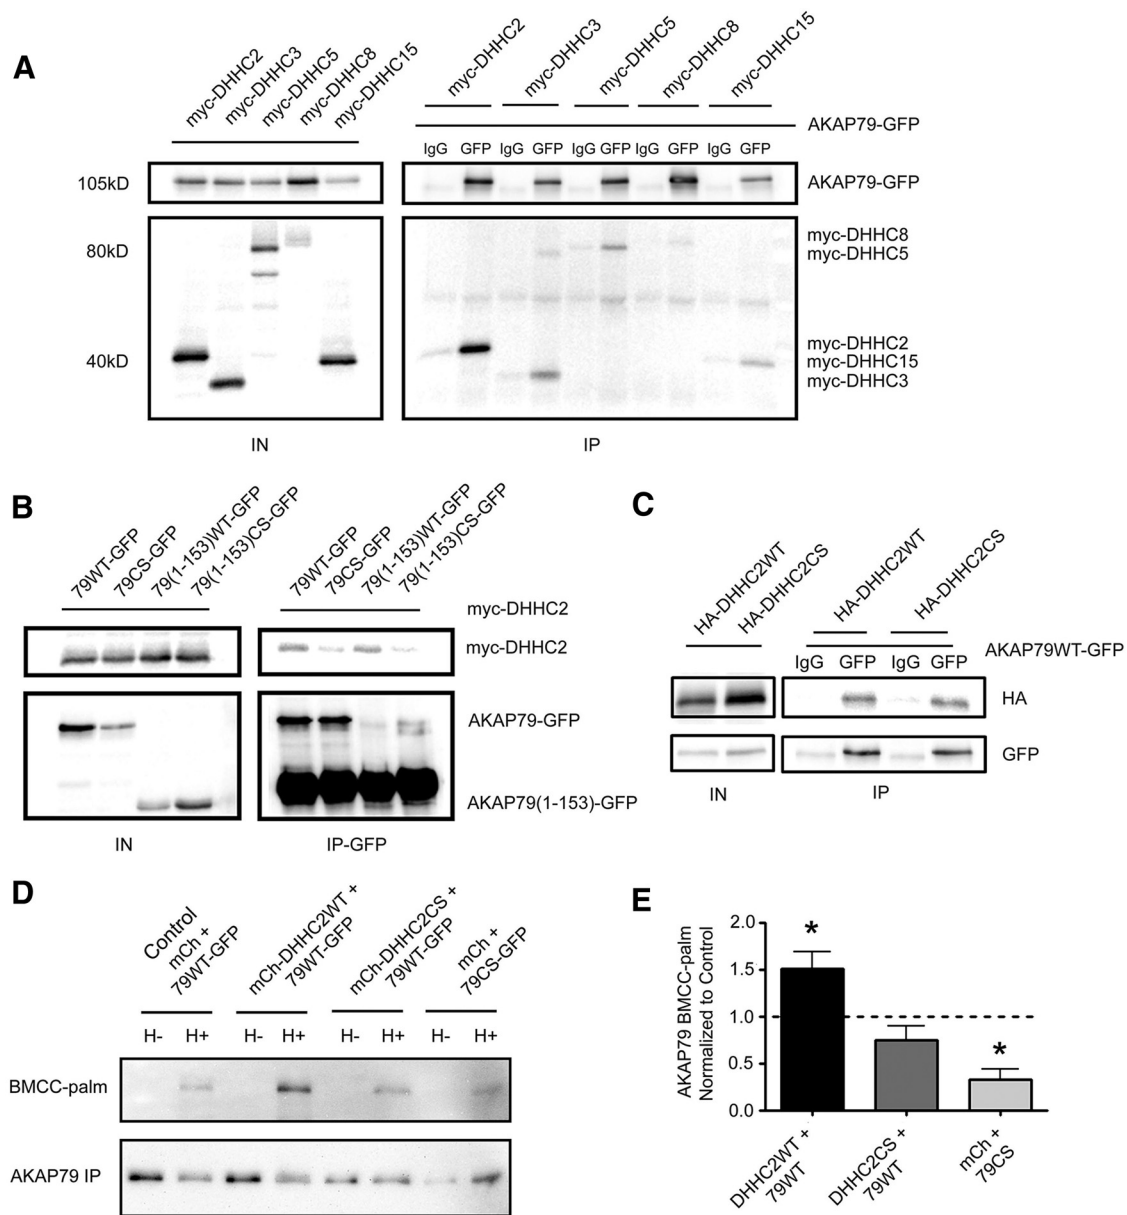 A
myc-DHHC2
myc-DHHC3
myc-DHHC5
myc-DHHC8
myc-DHHC15
myc-DHHC2
myc-DHHC3
myc-DHHC5
myc-DHHC8
myc-DHHC15
AKAP79-GFP
IgG GFP IgG GFP IgG GFP IgG GFP IgG GFP
105kD
AKAP79-GFP
80kD
40kD
myc-DHHC8
myc-DHHC5
myc-DHHC2
myc-DHHC15
myc-DHHC3
IN
IP
B
79WT-GFP
79CS-GFP
79(1-153)WT-GFP
79(1-153)CS-GFP
79WT-GFP
79CS-GFP
79(1-153)WT-GFP
79(1-153)CS-GFP
myc-DHHC2
myc-DHHC2
AKAP79-GFP
AKAP79(1-153)-GFP
IN
IP-GFP
C
HA-DHHC2WT
HA-DHHC2CS
HA-DHHC2WT
HA-DHHC2CS
AKAP79WT-GFP
IgG GFP IgG GFP
HA
GFP
IN
IP
D
Control
mCh +
79WT-GFP
mCh-DHHC2WT +
79WT-GFP
mCh-DHHC2CS +
79WT-GFP
mCh +
79CS-GFP
H- H+ H- H+ H- H+ H- H+
BMCC-palm
AKAP79 IP
E
AKAP79 BMCC-palm
Normalized to Control
2.0
1.5
1.0
0.5
0.0
*
*
DHHC2WT +
79WT
DHHC2CS +
79WT
mCh +
79CS